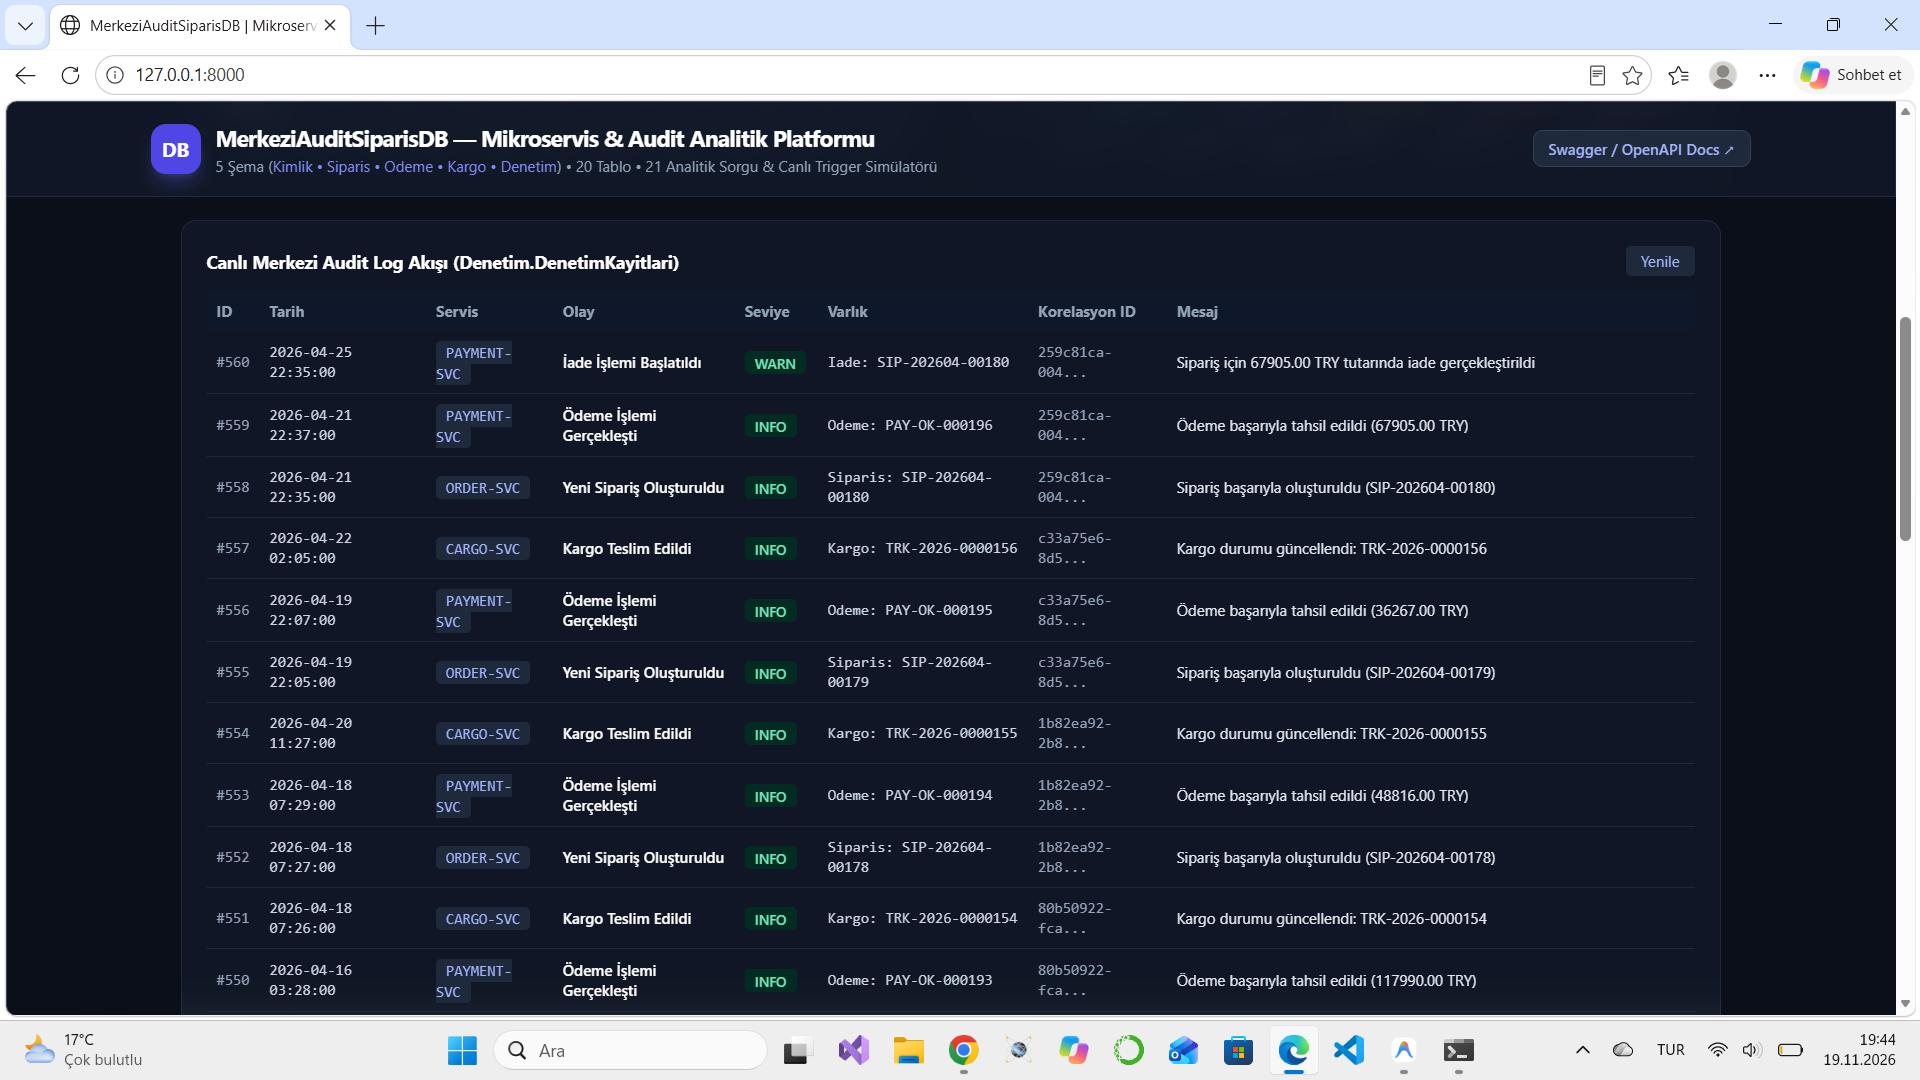 MerkeziAuditSiparisDB | Mikroserv
127.0.0.1:8000
Sohbet et
DB
MerkeziAuditSiparisDB — Mikroservis & Audit Analitik Platformu
5 Şema (Kimlik • Siparis • Odeme • Kargo • Denetim) • 20 Tablo • 21 Analitik Sorgu & Canlı Trigger Simülatörü
Swagger / OpenAPI Docs ↗
Canlı Merkezi Audit Log Akışı (Denetim.DenetimKayitlari)
Yenile
ID Tarih Servis Olay Seviye Varlık Korelasyon ID Mesaj
#560 2026-04-25 22:35:00 PAYMENT-SVC İade İşlemi Başlatıldı WARN Iade: SIP-202604-00180 259c81ca-004... Sipariş için 67905.00 TRY tutarında iade gerçekleştirildi
#559 2026-04-21 22:37:00 PAYMENT-SVC Ödeme İşlemi Gerçekleşti INFO Odeme: PAY-OK-000196 259c81ca-004... Ödeme başarıyla tahsil edildi (67905.00 TRY)
#558 2026-04-21 22:35:00 ORDER-SVC Yeni Sipariş Oluşturuldu INFO Siparis: SIP-202604-00180 259c81ca-004... Sipariş başarıyla oluşturuldu (SIP-202604-00180)
#557 2026-04-22 02:05:00 CARGO-SVC Kargo Teslim Edildi INFO Kargo: TRK-2026-0000156 c33a75e6-8d5... Kargo durumu güncellendi: TRK-2026-0000156
#556 2026-04-19 22:07:00 PAYMENT-SVC Ödeme İşlemi Gerçekleşti INFO Odeme: PAY-OK-000195 c33a75e6-8d5... Ödeme başarıyla tahsil edildi (36267.00 TRY)
#555 2026-04-19 22:05:00 ORDER-SVC Yeni Sipariş Oluşturuldu INFO Siparis: SIP-202604-00179 c33a75e6-8d5... Sipariş başarıyla oluşturuldu (SIP-202604-00179)
#554 2026-04-20 11:27:00 CARGO-SVC Kargo Teslim Edildi INFO Kargo: TRK-2026-0000155 1b82ea92-2b8... Kargo durumu güncellendi: TRK-2026-0000155
#553 2026-04-18 07:29:00 PAYMENT-SVC Ödeme İşlemi Gerçekleşti INFO Odeme: PAY-OK-000194 1b82ea92-2b8... Ödeme başarıyla tahsil edildi (48816.00 TRY)
#552 2026-04-18 07:27:00 ORDER-SVC Yeni Sipariş Oluşturuldu INFO Siparis: SIP-202604-00178 1b82ea92-2b8... Sipariş başarıyla oluşturuldu (SIP-202604-00178)
#551 2026-04-18 07:26:00 CARGO-SVC Kargo Teslim Edildi INFO Kargo: TRK-2026-0000154 80b50922-fca... Kargo durumu güncellendi: TRK-2026-0000154
#550 2026-04-16 03:28:00 PAYMENT-SVC Ödeme İşlemi Gerçekleşti INFO Odeme: PAY-OK-000193 80b50922-fca... Ödeme başarıyla tahsil edildi (117990.00 TRY)
17°C
Çok bulutlu
Ara
TUR
19:44
19.11.2026